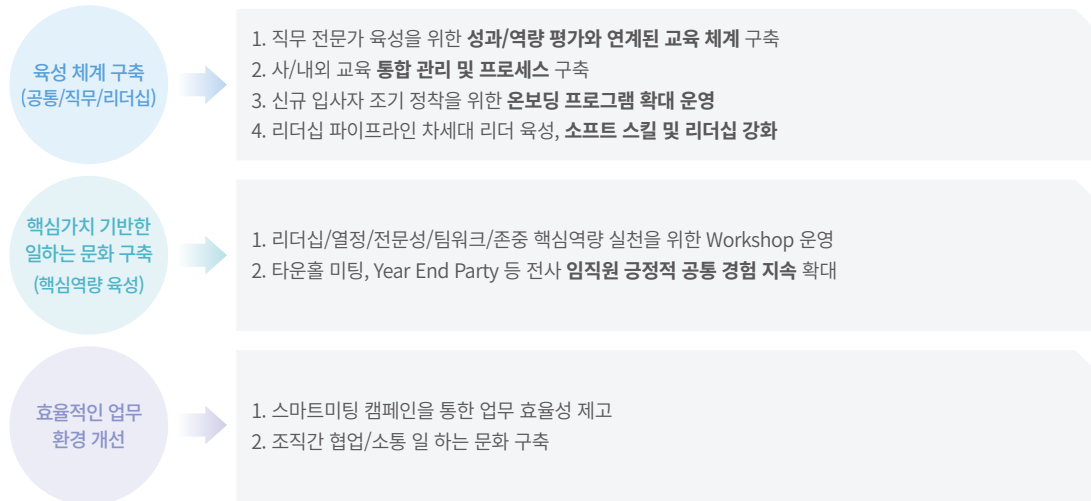 육성 체계 구축
(공통/직무/리더십)
1. 직무 전문가 육성을 위한 성과/역량 평가와 연계된 교육 체계 구축
2. 사/내외 교육 통합 관리 및 프로세스 구축
3. 신규 입사자 조기 정착을 위한 온보딩 프로그램 확대 운영
4. 리더십 파이프라인 차세대 리더 육성, 소프트 스킬 및 리더십 강화
핵심가치 기반한
일하는 문화 구축
(핵심역량 육성)
1. 리더십/열정/전문성/팀워크/존중 핵심역량 실천을 위한 Workshop 운영
2. 타운홀 미팅, Year End Party 등 전사 임직원 긍정적 공통 경험 지속 확대
효율적인 업무
환경 개선
1. 스마트미팅 캠페인을 통한 업무 효율성 제고
2. 조직간 협업/소통 일 하는 문화 구축